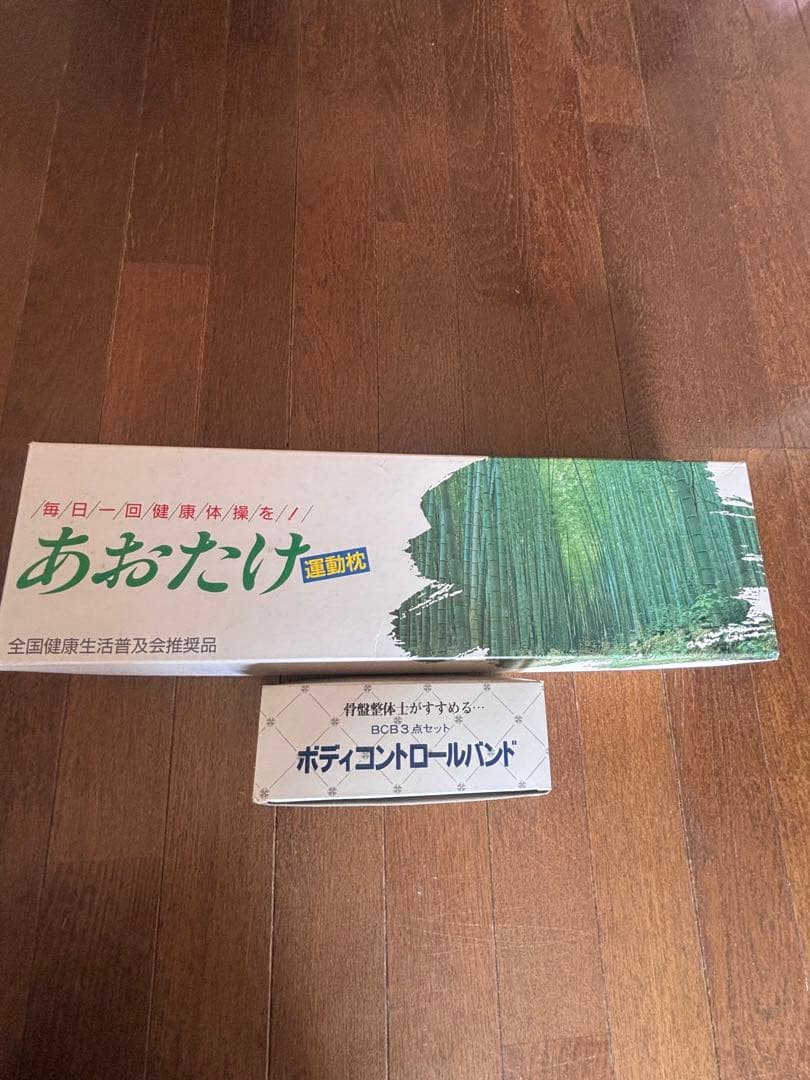 毎日一回健康体操を!
あおたけ 運動枕
全国健康生活普及会推奨品
骨盤整体士がすすめる…
BCB3点セット
ボディコントロールバンド